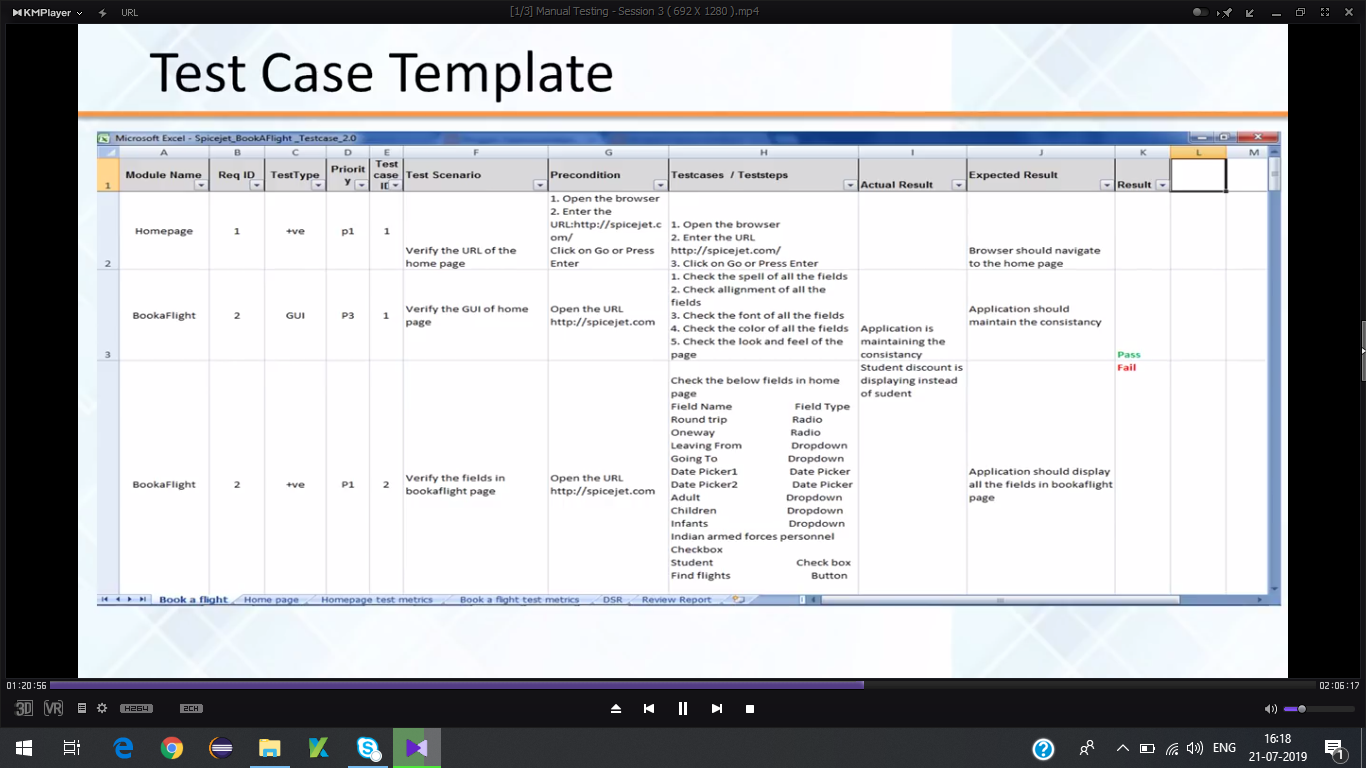 KMPlayer
URL
[1/3] Manual Testing - Session 3 ( 692 X 1280 ).mp4
Test Case Template
Microsoft Excel - Spicejet_BookAFlight _Testcase_2.0
A B C D E F G H I J K L M
1
Module Name
Req ID
TestType
Priorit
y
Test
case
ID
Test Scenario
Precondition
Testcases / Teststeps
Actual Result
Expected Result
Result
2
Homepage
1
+ve
p1
1
Verify the URL of the
home page
1. Open the browser
2. Enter the
URL:http://spicejet.c
om/
Click on Go or Press
Enter
1. Open the browser
2. Enter the URL
http://spicejet.com/
3. Click on Go or Press Enter
Browser should navigate
to the home page
3
BookaFlight
2
GUI
P3
1
Verify the GUI of home
page
Open the URL
http://spicejet.com
1. Check the spell of all the fields
2. Check allignment of all the
fields
3. Check the font of all the fields
4. Check the color of all the fields
5. Check the look and feel of the
page
Application is
maintaining the
consistancy
Application should
maintain the consistancy
Pass
BookaFlight
2
+ve
P1
2
Verify the fields in
bookaflight page
Open the URL
http://spicejet.com
Check the below fields in home
page
Field Name Field Type
Round trip Radio
Oneway Radio
Leaving From Dropdown
Going To Dropdown
Date Picker1 Date Picker
Date Picker2 Date Picker
Adult Dropdown
Children Dropdown
Infants Dropdown
Indian armed forces personnel
Checkbox
Student Check box
Find flights Button
Student discount is
displaying instead
of sudent
Application should display
all the fields in bookaflight
page
Fail
Book a flight Home page Homepage test metrics Book a flight test metrics DSR Review Report
01:20:56
02:06:17
3D VR H264 2CH
ENG
16:18
21-07-2019
1